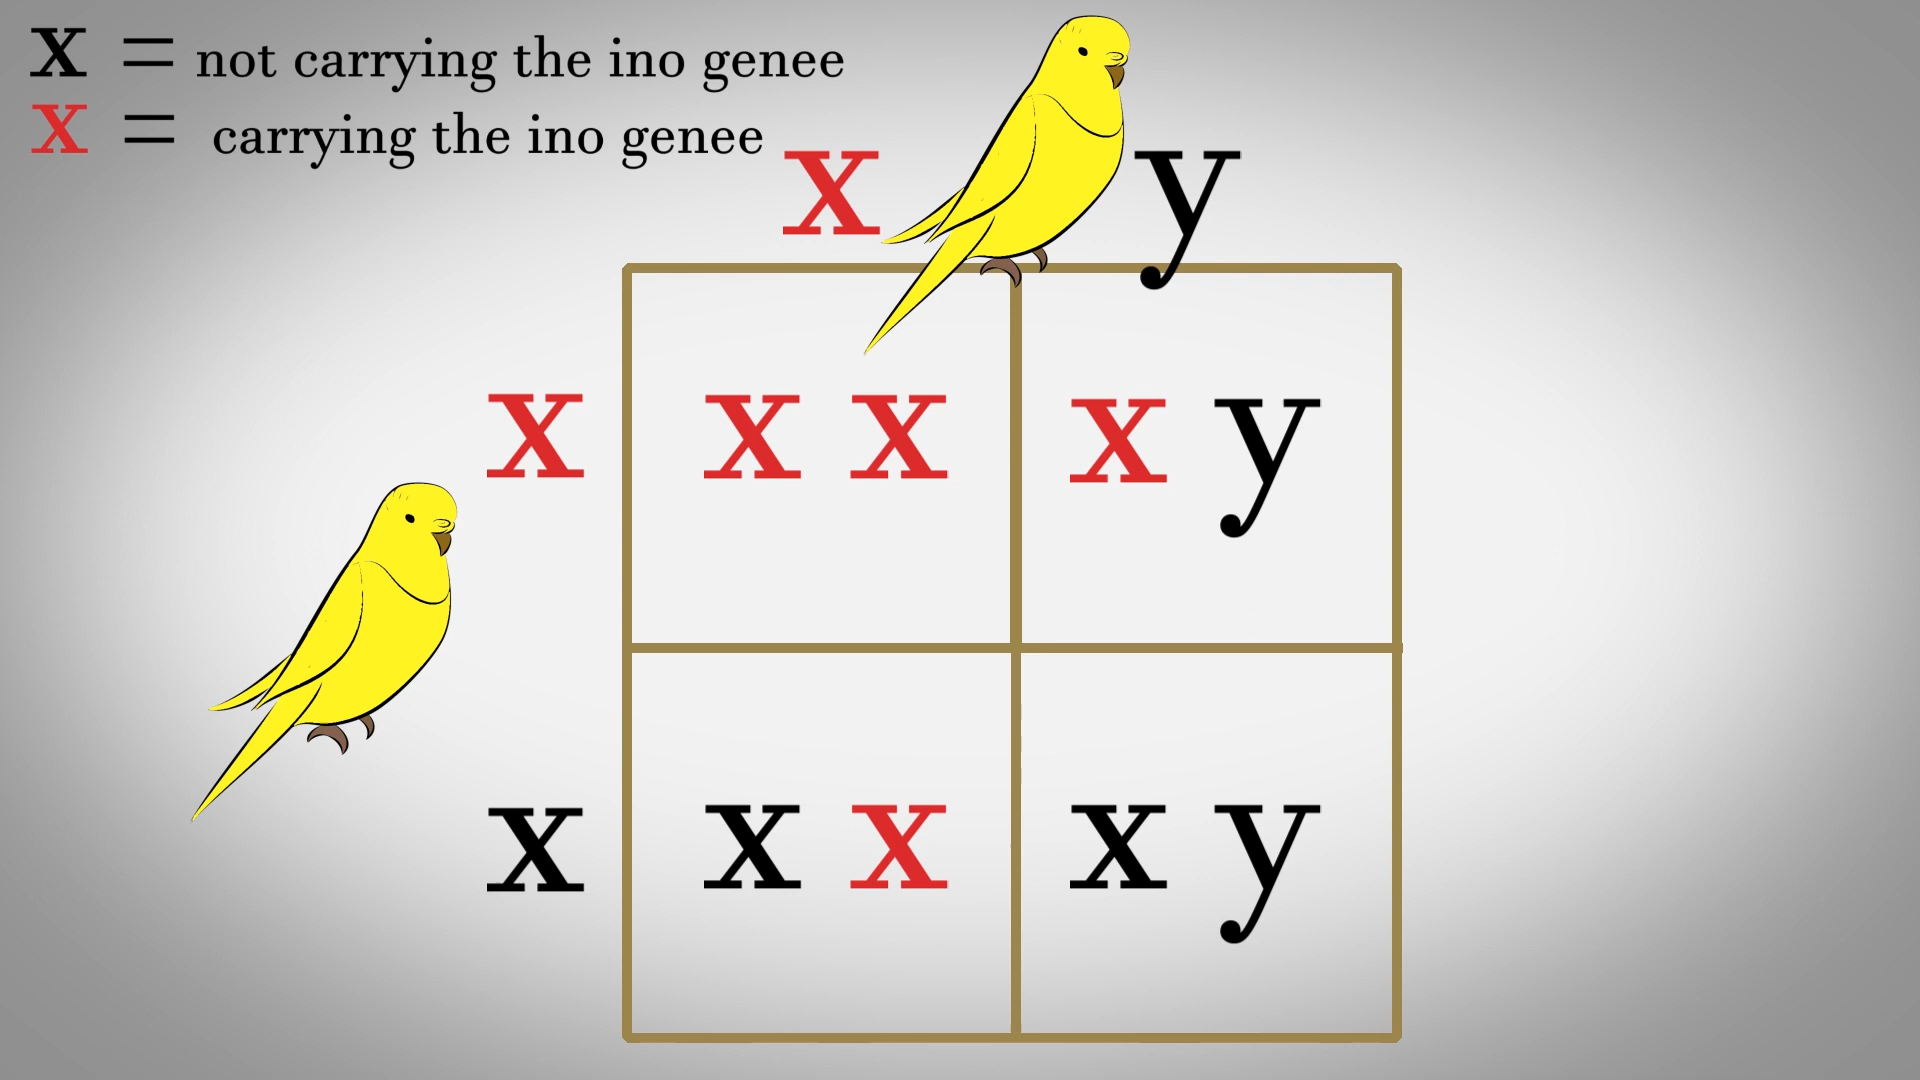 x = not carrying the ino genee
x = carrying the ino genee
x y
x x x x y
x x x x y